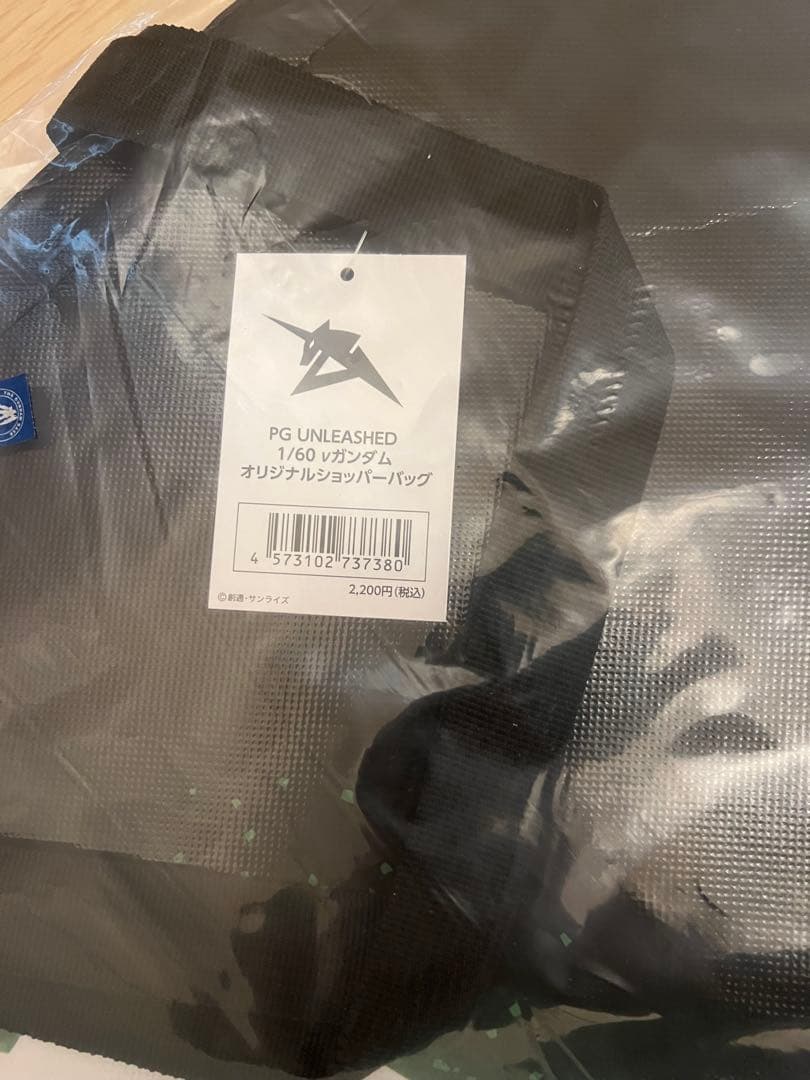 PG UNLEASHED
1/60 νガンダム
オリジナルショッパーバッグ
4 573102 737380
2,200円(税込)
©創通・サンライズ